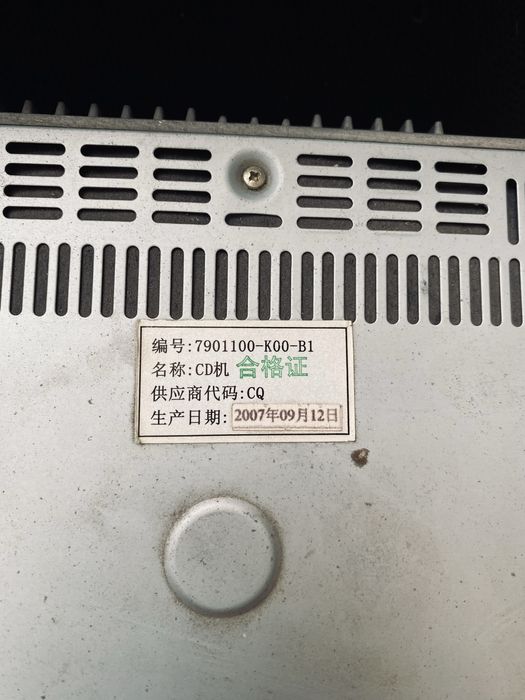 编号:7901100-K00-B1
名称:CD机 合格证
供应商代码:CQ
生产日期: 2007年09月12日